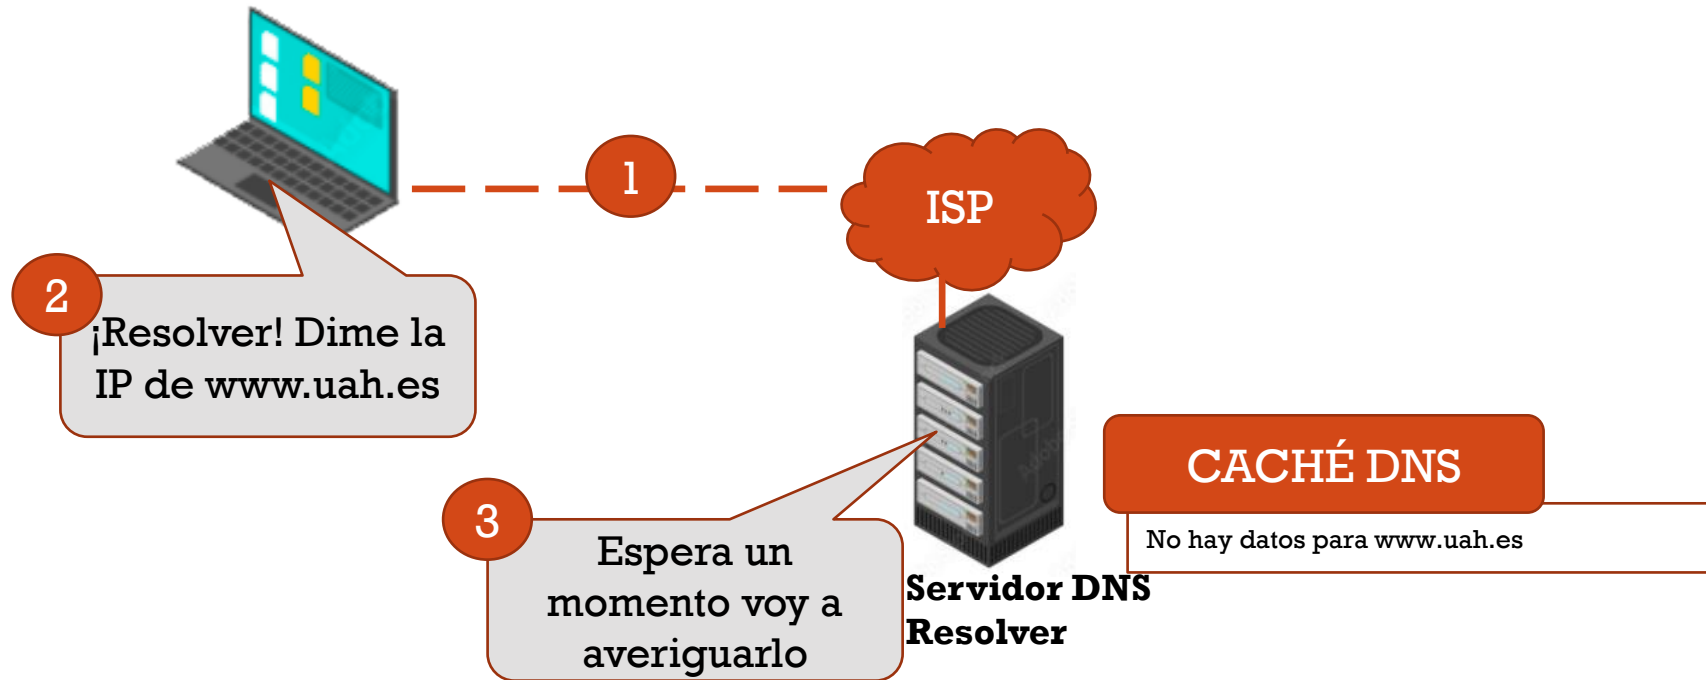 1
ISP
2
¡Resolver! Dime la
IP de www.uah.es
CACHÉ DNS
No hay datos para www.uah.es
3
Espera un
momento voy a
averiguarlo
Servidor DNS
Resolver